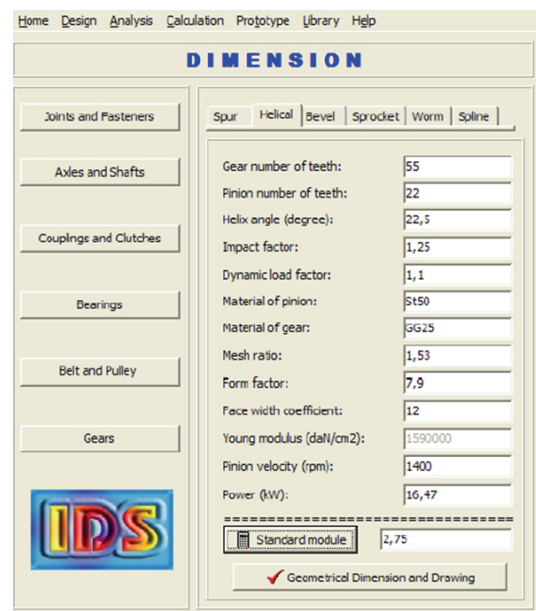 Home Design Analysis Calculation Prototype Library Help
DIMENSION
Joints and Fasteners
Axles and Shafts
Couplings and Clutches
Bearings
Belt and Pulley
Gears
IDS
Spur Helical Bevel Sprocket Worm Spline
Gear number of teeth: 55
Pinion number of teeth: 22
Helix angle (degree): 22,5
Impact factor: 1,25
Dynamic load factor: 1,1
Material of pinion: St50
Material of gear: GG25
Mesh ratio: 1,53
Form factor: 7,9
Face width coefficient: 12
Young modulus (daN/cm2): 1590000
Pinion velocity (rpm): 1400
Power (kW): 16,47
Standard module 2,75
Geometrical Dimension and Drawing